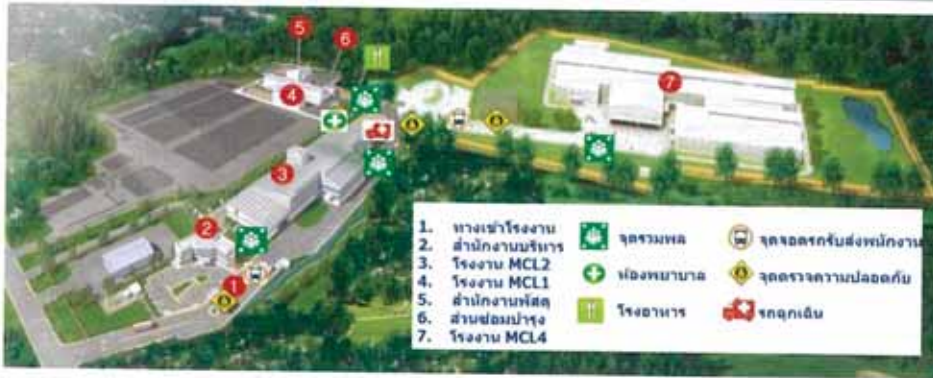 5
6
7
4
3
2
1
1. ทางเข้าโรงงาน
2. สำนักงานบริหาร
3. โรงงาน MCL2
4. โรงงาน MCL1
5. สำนักงานพัสดุ
6. ส่วนซ่อมบำรุง
7. โรงงาน MCL4
จุดรวมพล
ห้องพยาบาล
โรงอาหาร
จุดจอดรถรับส่งพนักงาน
จุดตรวจความปลอดภัย
รถฉุกเฉิน